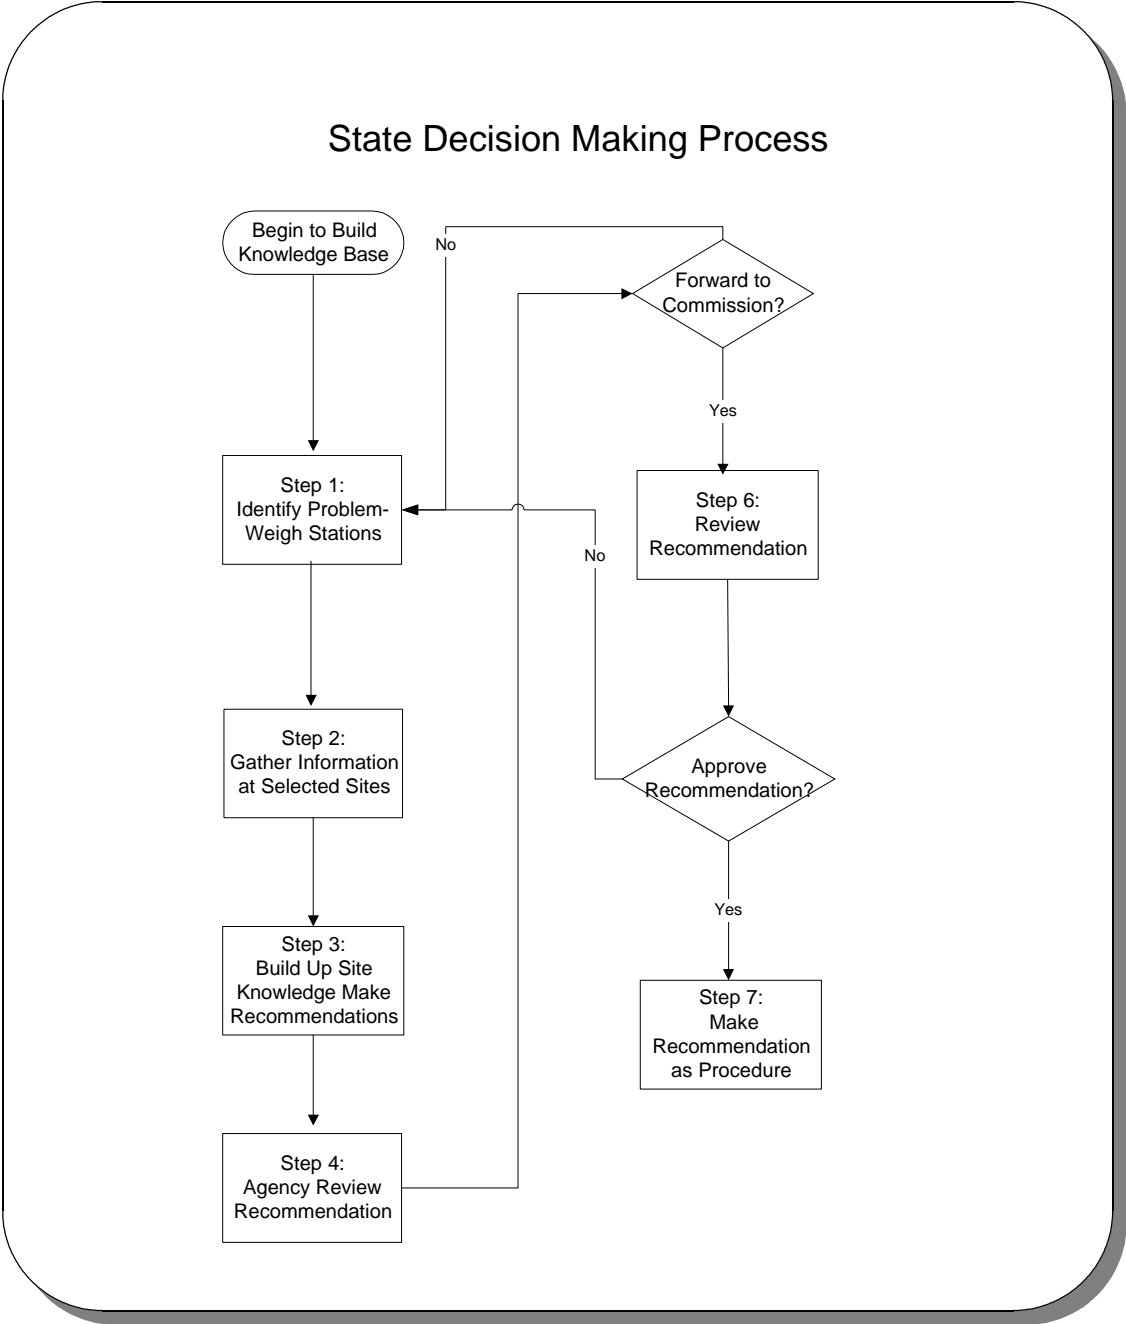 State Decision Making Process
Begin to Build
Knowledge Base
Step 1:
Identify Problem-
Weigh Stations
Step 2:
Gather Information
at Selected Sites
Step 3:
Build Up Site
Knowledge Make
Recommendations
Step 4:
Agency Review
Recommendation
No
Forward to
Commission?
Yes
Step 6:
Review
Recommendation
No
Approve
Recommendation?
Yes
Step 7:
Make
Recommendation
as Procedure